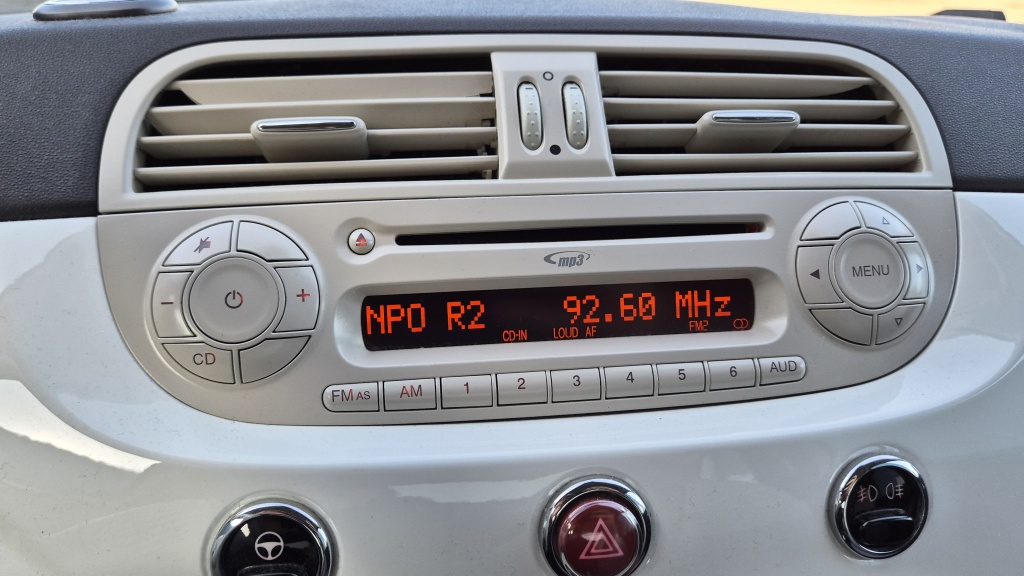 mp3
NPO R2 92.60 MHz
CD-IN LOUD AF FM2
MENU
CD
FM AS AM 1 2 3 4 5 6 AUD